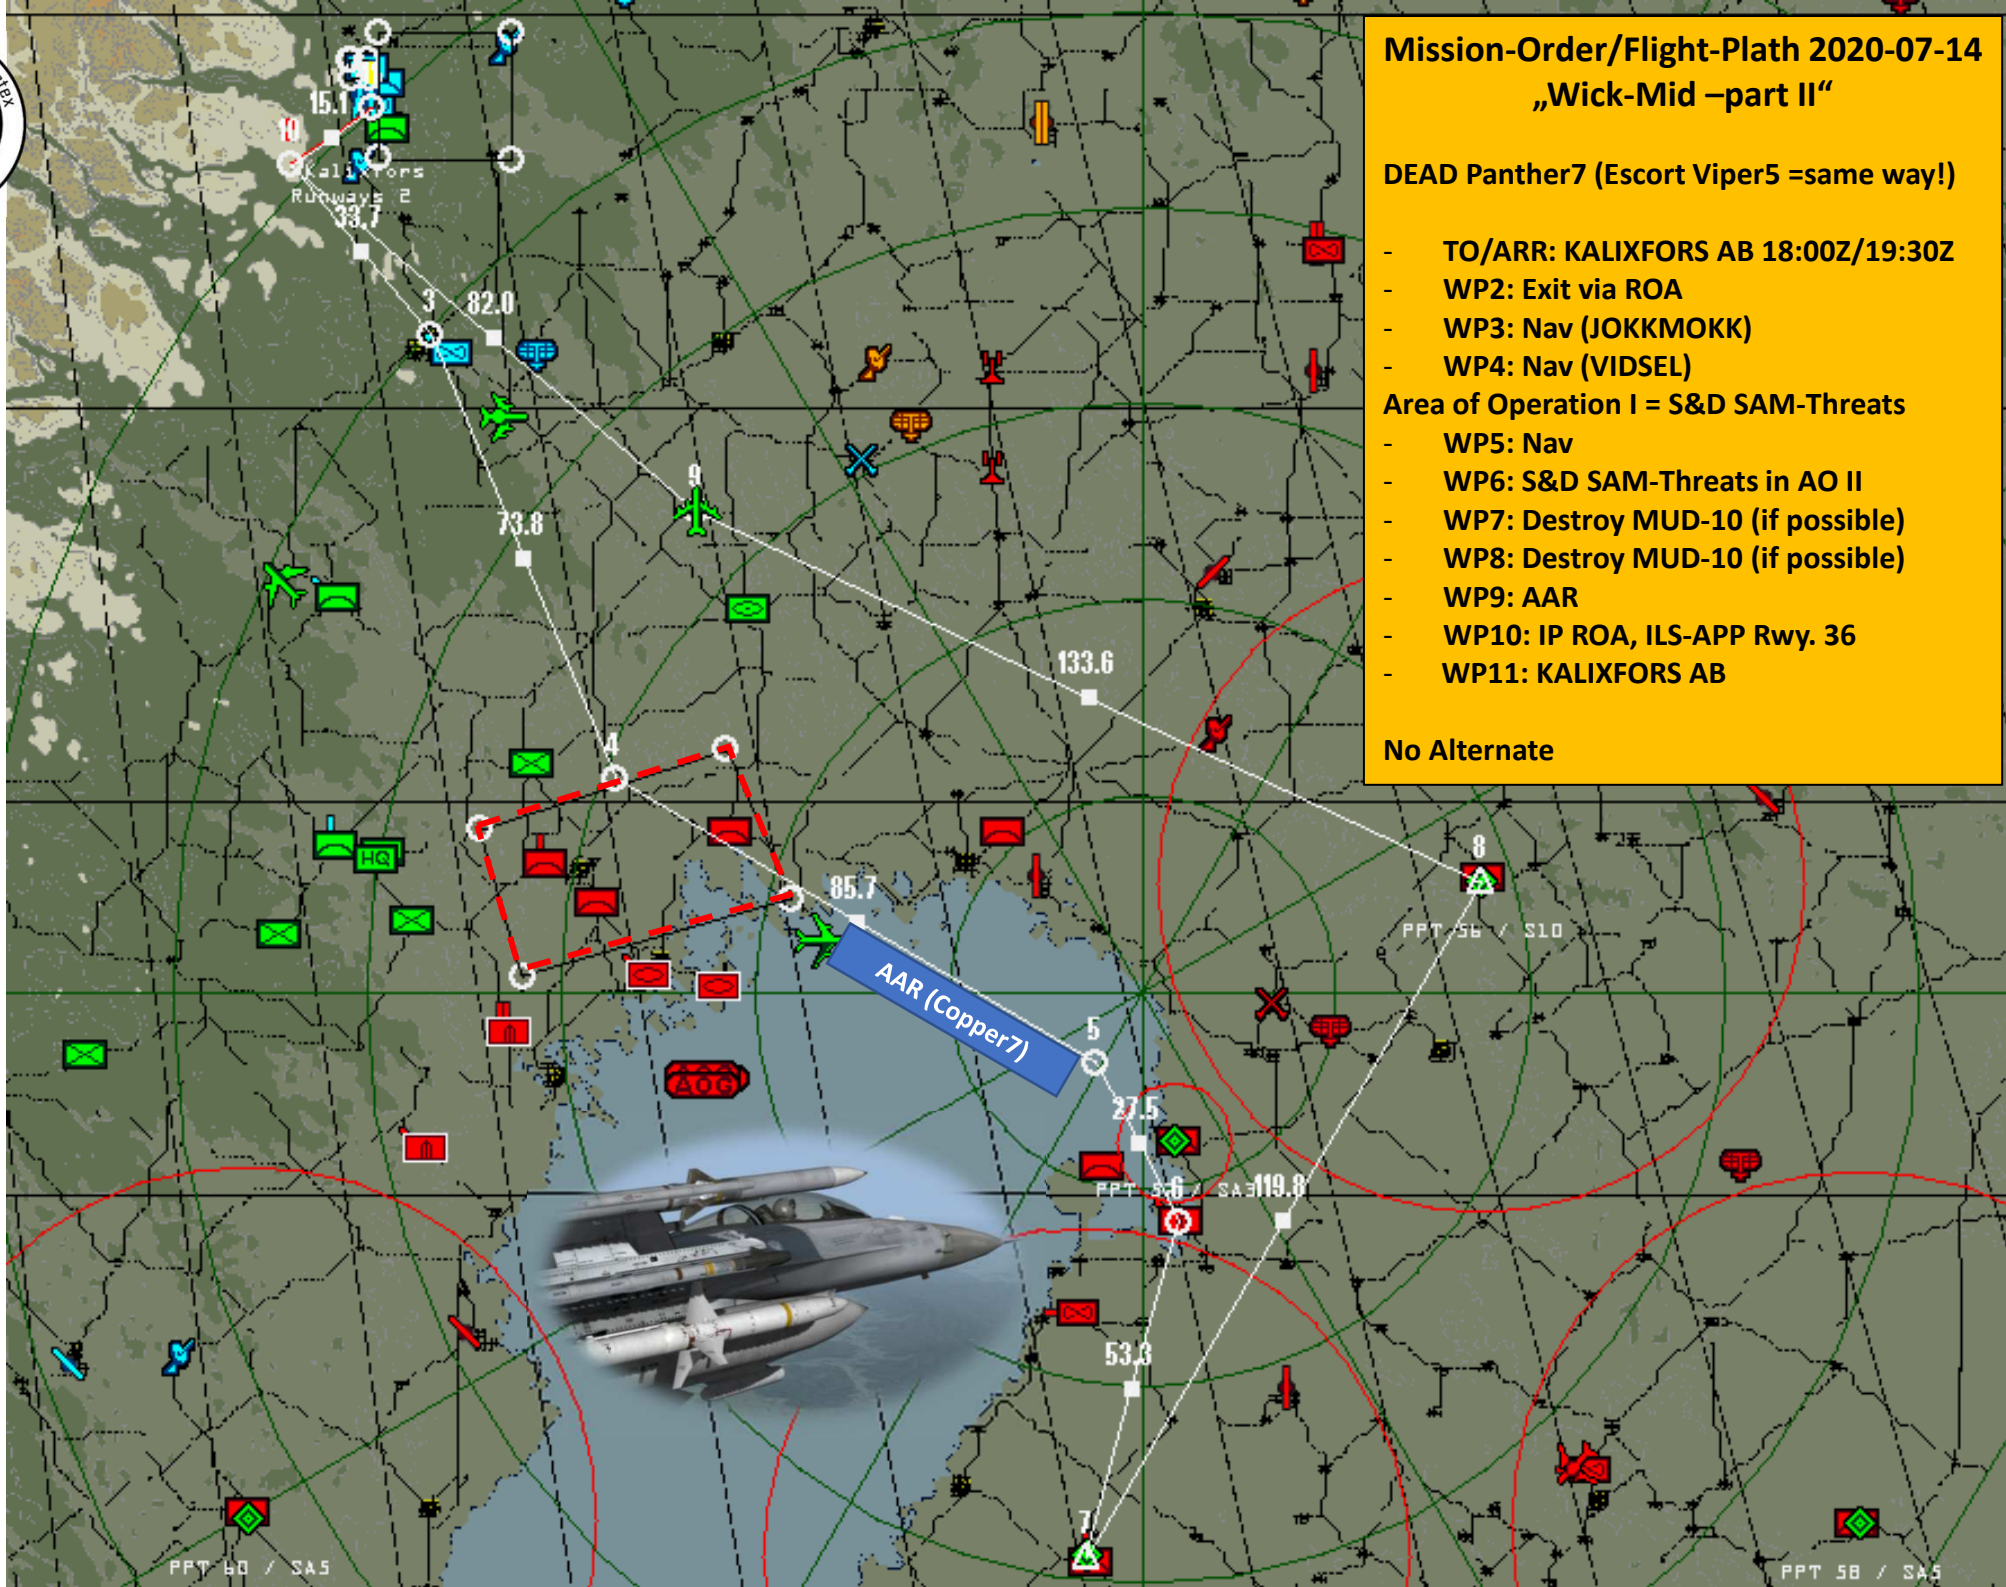 Mission-Order/Flight-Plath 2020-07-14
„Wick-Mid –part II“
DEAD Panther7 (Escort Viper5 =same way!)
- TO/ARR: KALIXFORS AB 18:00Z/19:30Z
- WP2: Exit via ROA
- WP3: Nav (JOKKMOKK)
- WP4: Nav (VIDSEL)
Area of Operation I = S&D SAM-Threats
- WP5: Nav
- WP6: S&D SAM-Threats in AO II
- WP7: Destroy MUD-10 (if possible)
- WP8: Destroy MUD-10 (if possible)
- WP9: AAR
- WP10: IP ROA, ILS-APP Rwy. 36
- WP11: KALIXFORS AB
No Alternate
15.1
10
Kalixfors
Runways 2
33.7
3
82.0
9
73.8
133.6
4
8
HQ
85.7
PPT 56 / S10
AAR (Copper7)
5
AOG
27.5
6
/ SA3
119.8
53.3
7
PPT 60 / SA5
PPT 58 / SA5